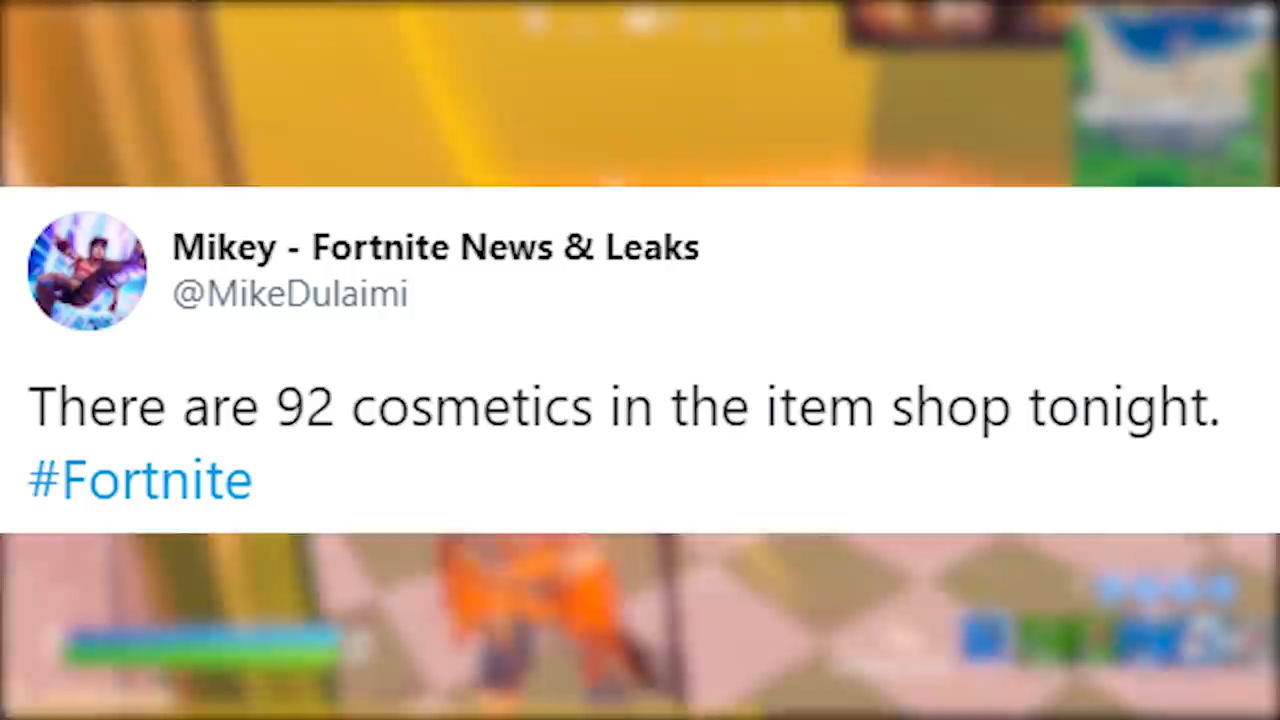 Mikey - Fortnite News & Leaks
@MikeDulaimi
There are 92 cosmetics in the item shop tonight.
#Fortnite